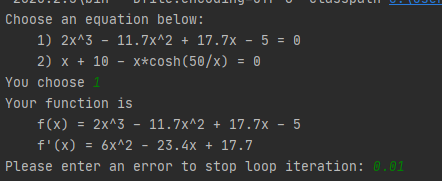 Choose an equation below:
1) 2x^3 - 11.7x^2 + 17.7x - 5 = 0
2) x + 10 - x*cosh(50/x) = 0
You choose 1
Your function is
f(x) = 2x^3 - 11.7x^2 + 17.7x - 5
f'(x) = 6x^2 - 23.4x + 17.7
Please enter an error to stop loop iteration: 0.01